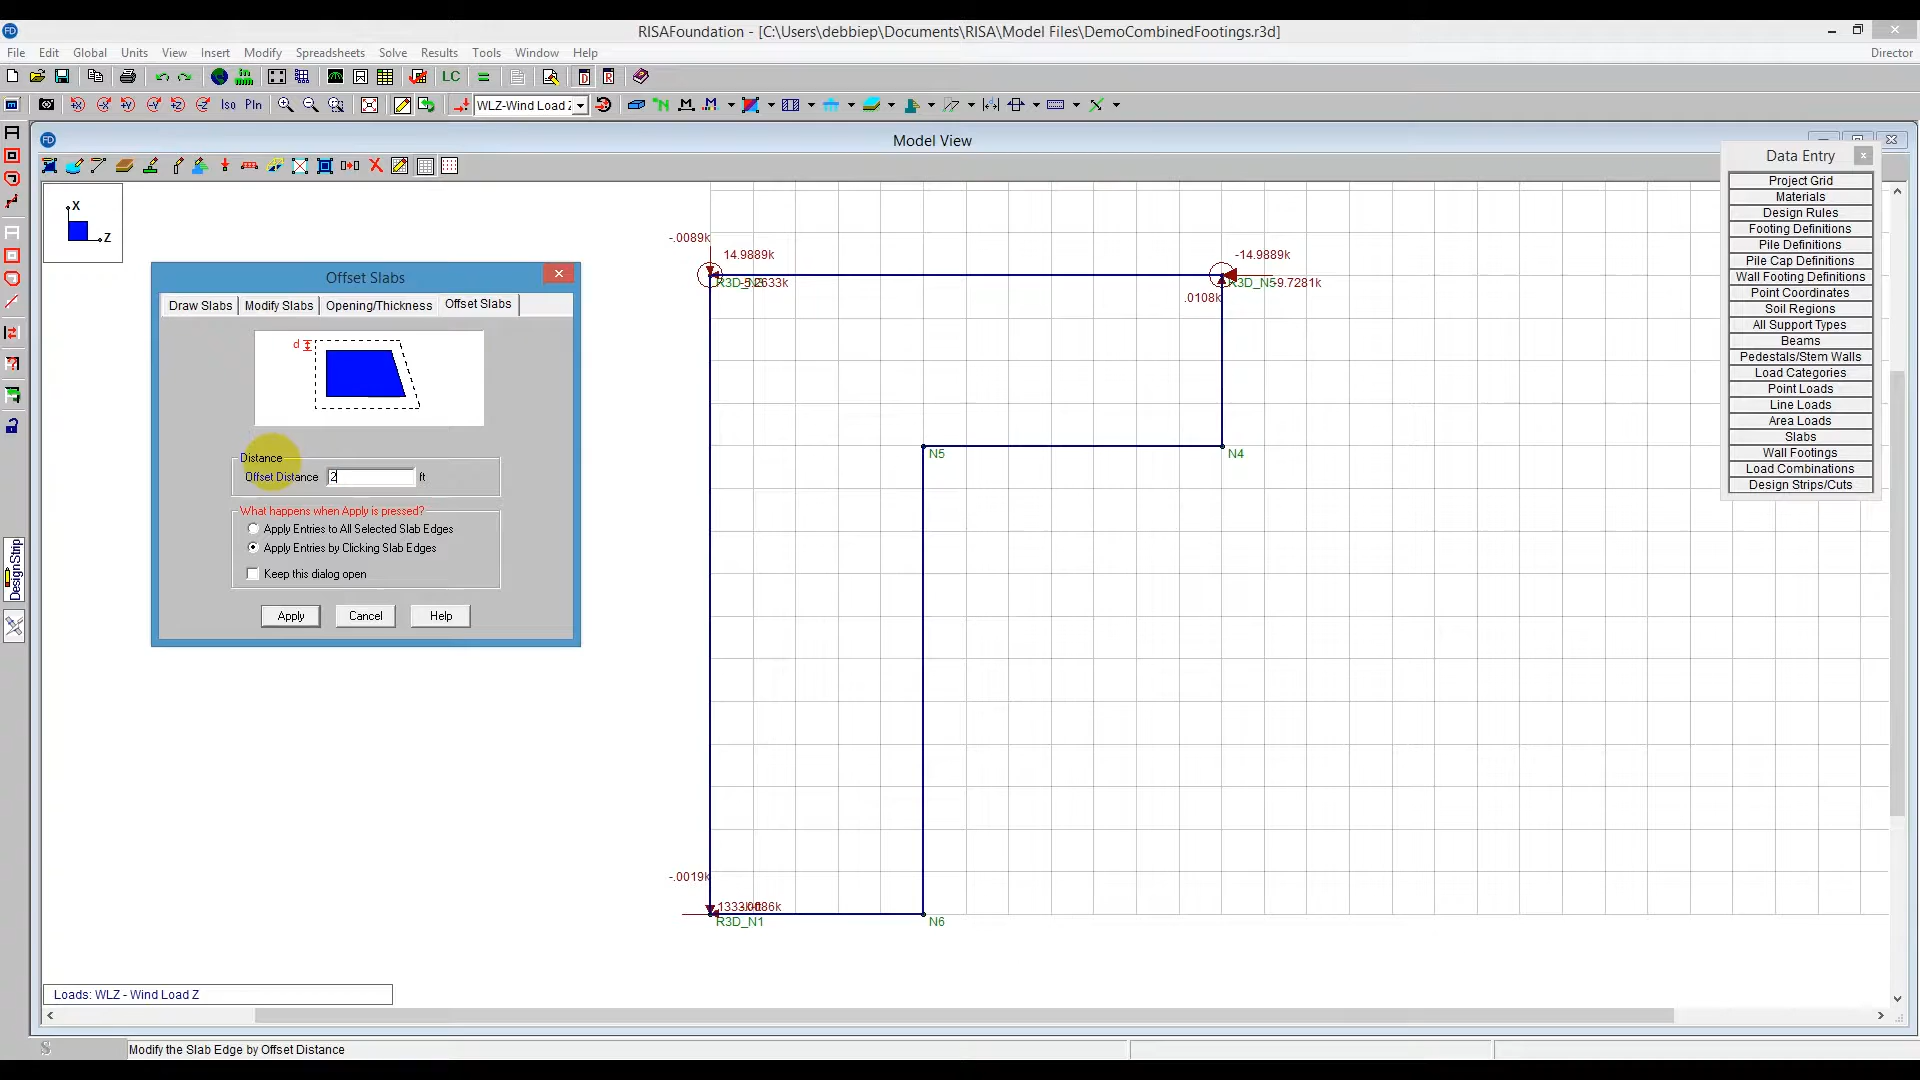 RISAFoundation - [C:\Users\debbiep\Documents\RISA\Model Files\DemoCombinedFootings.r3d]
File Edit Global Units View Insert Modify Spreadsheets Solve Results Tools Window Help Director
LC
Iso Pln WLZ-Wind Load
Model View
Data Entry
Project Grid
Materials
Design Rules
Footing Definitions
Pile Definitions
Pile Cap Definitions
Wall Footing Definitions
Point Coordinates
Soil Regions
All Support Types
Beams
Pedestals/Stem Walls
Load Categories
Point Loads
Line Loads
Area Loads
Slabs
Wall Footings
Load Combinations
Design Strips/Cuts
X
Z
Offset Slabs
Draw Slabs Modify Slabs Opening/Thickness Offset Slabs
d
Distance
Offset Distance 2 ft
What happens when Apply is pressed?
Apply Entries to All Selected Slab Edges
Apply Entries by Clicking Slab Edges
Keep this dialog open
Apply Cancel Help
-.0089k
14.9889k
-14.9889k
R3D_N5
-9.7281k
.0108k
N5
N4
-.0019k
R3D_N1
N6
DesignStrip
Loads: WLZ - Wind Load Z
Modify the Slab Edge by Offset Distance